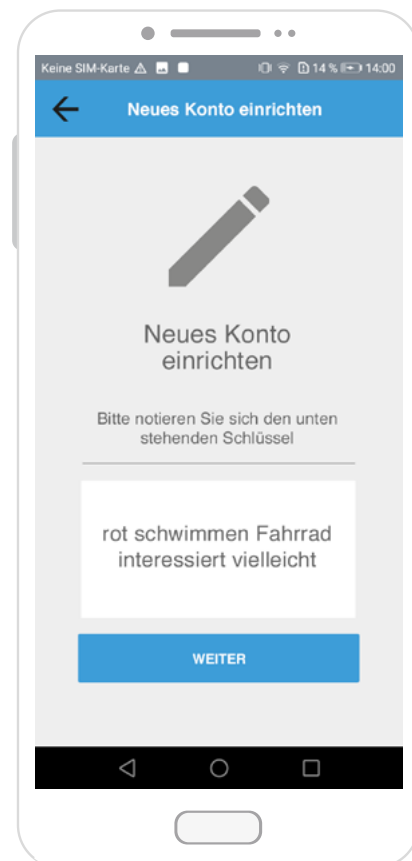 Keine SIM-Karte 14 % 14:00
Neues Konto einrichten
Neues Konto
einrichten
Bitte notieren Sie sich den unten
stehenden Schlüssel
rot schwimmen Fahrrad
interessiert vielleicht
WEITER